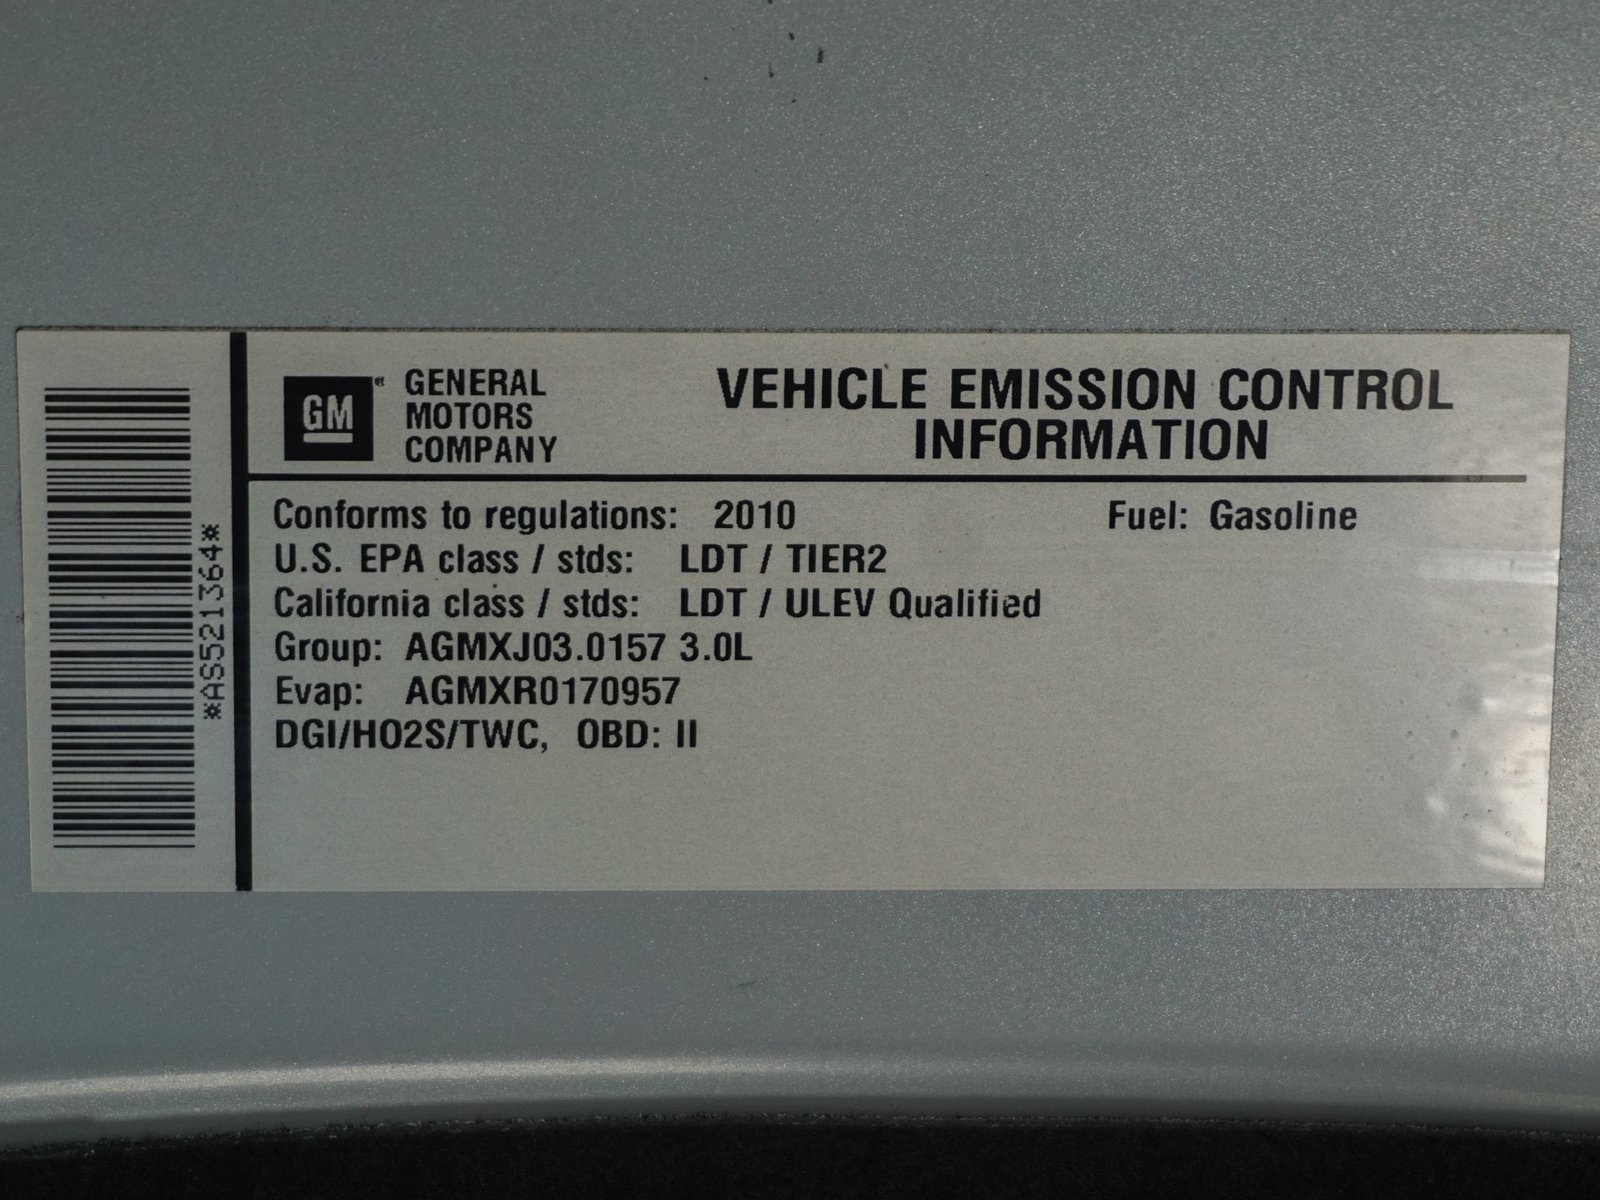 *AS521364*
GM
GENERAL
MOTORS
COMPANY
VEHICLE EMISSION CONTROL
INFORMATION
Conforms to regulations: 2010 Fuel: Gasoline
U.S. EPA class / stds: LDT / TIER2
California class / stds: LDT / ULEV Qualified
Group: AGMXJ03.0157 3.0L
Evap: AGMXR0170957
DGI/HO2S/TWC, OBD: II